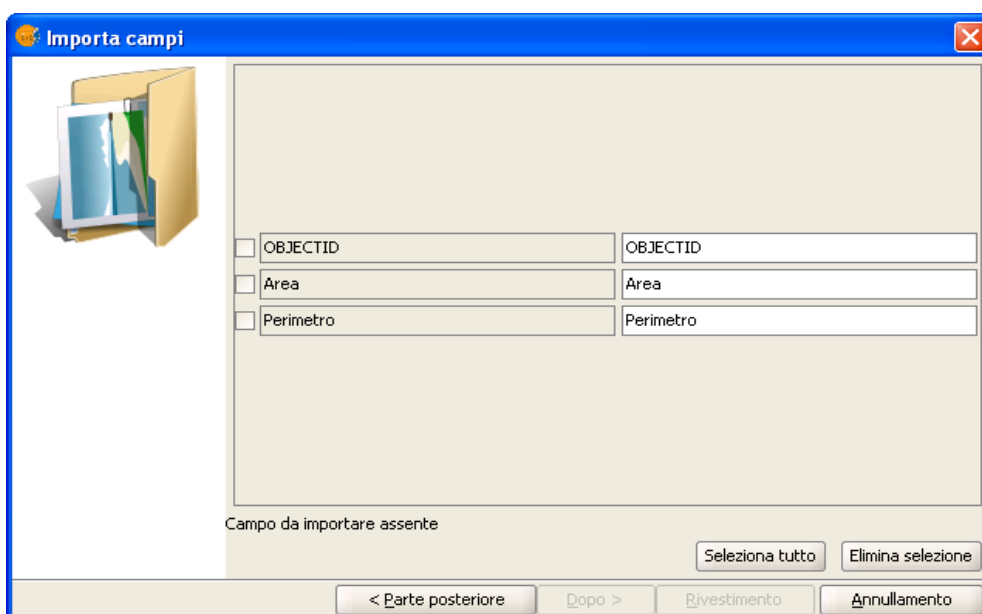 Importa campi
OBJECTID OBJECTID
Area Area
Perimetro Perimetro
Campo da importare assente
Seleziona tutto Elimina selezione
< Parte posteriore Dopo > Rivestimento Annullamento